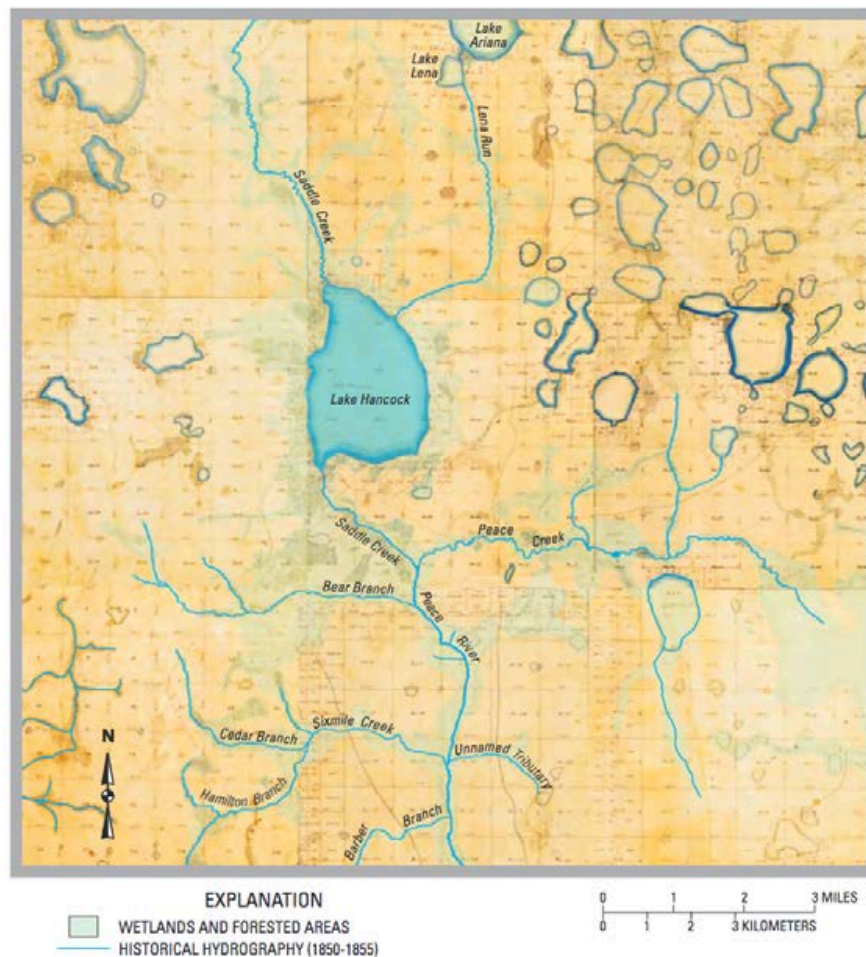 Lake
Ariana
Lake
Lena
Lena Run
Saddle Creek
Lake Hancock
Saddle Creek
Peace
Creek
Bear Branch
Peace
River
Sixmile Creek
Cedar Branch
Unnamed Tributary
Hamilton Branch
Barber Branch
N
EXPLANATION
WETLANDS AND FORESTED AREAS
HISTORICAL HYDROGRAPHY (1850-1855)
0 1 2 3 MILES
0 1 2 3 KILOMETERS